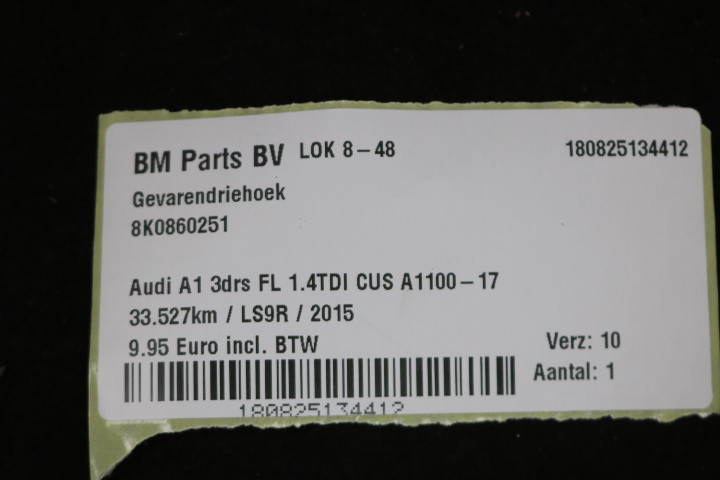 BM Parts BV LOK 8-48 180825134412
Gevarendriehoek
8K0860251
Audi A1 3drs FL 1.4TDI CUS A1100-17
33.527km / LS9R / 2015
9.95 Euro incl. BTW Verz: 10
Aantal: 1
180825134412